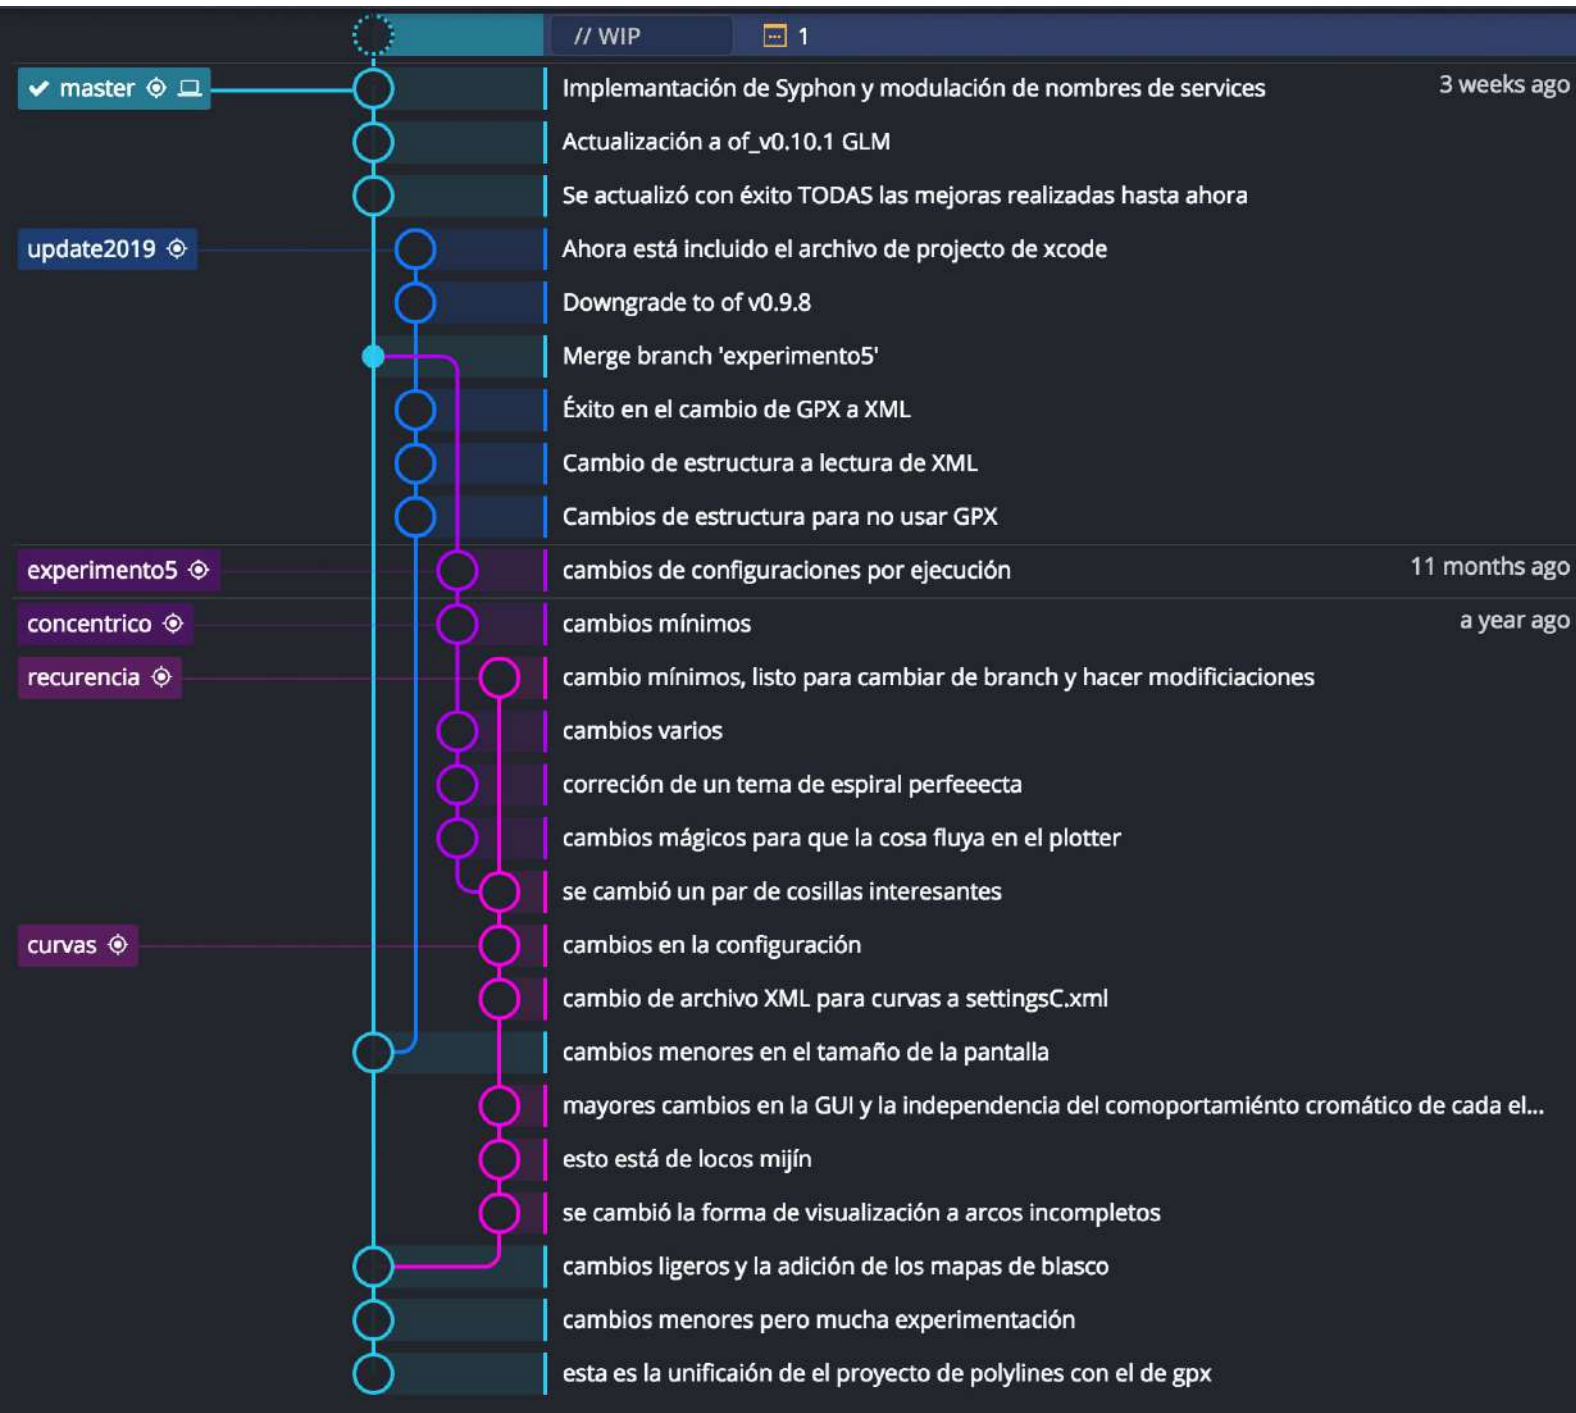 // WIP 1
master Implemantación de Syphon y modulación de nombres de services 3 weeks ago
Actualización a of_v0.10.1 GLM
Se actualizó con éxito TODAS las mejoras realizadas hasta ahora
update2019 Ahora está incluido el archivo de projecto de xcode
Downgrade to of v0.9.8
Merge branch 'experimento5'
Éxito en el cambio de GPX a XML
Cambio de estructura a lectura de XML
Cambios de estructura para no usar GPX
experimento5 cambios de configuraciones por ejecución 11 months ago
concentrico cambios mínimos a year ago
recurencia cambio mínimos, listo para cambiar de branch y hacer modificiaciones
cambios varios
correción de un tema de espiral perfeeecta
cambios mágicos para que la cosa fluya en el plotter
se cambió un par de cosillas interesantes
curvas cambios en la configuración
cambio de archivo XML para curvas a settingsC.xml
cambios menores en el tamaño de la pantalla
mayores cambios en la GUI y la independencia del comoportamiénto cromático de cada el...
esto está de locos mijín
se cambió la forma de visualización a arcos incompletos
cambios ligeros y la adición de los mapas de blasco
cambios menores pero mucha experimentación
esta es la unificaión de el proyecto de polylines con el de gpx